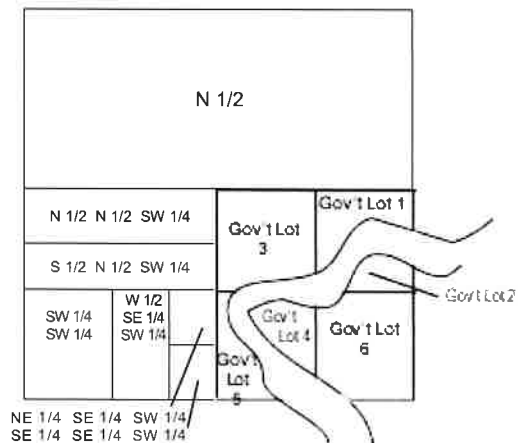 N 1/2
N 1/2 N 1/2 SW 1/4
S 1/2 N 1/2 SW 1/4
SW 1/4
SW 1/4
W 1/2
SE 1/4
SW 1/4
Gov't Lot
3
Gov't Lot 1
Gov't Lot2
Gov't
Lot 4
Gov't
Lot
5
Gov't Lot
6
NE 1/4 SE 1/4 SW 1/4
SE 1/4 SE 1/4 SW 1/4